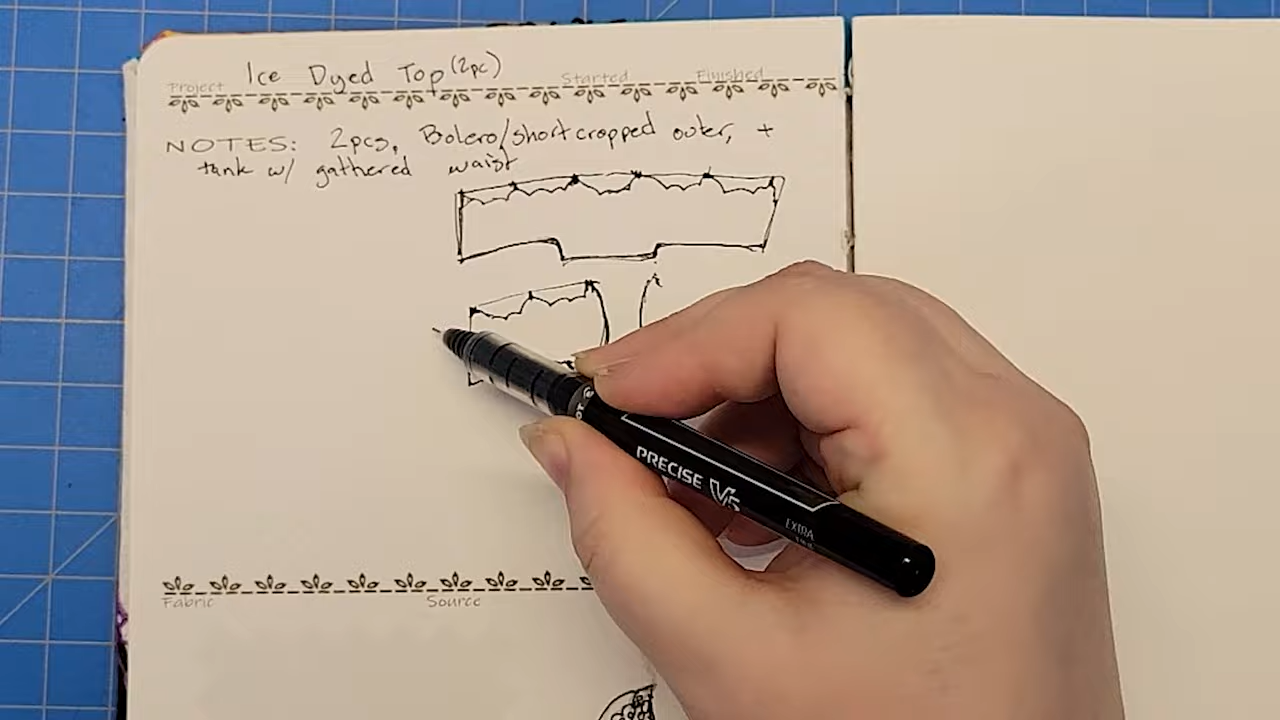 Project Ice Dyed Top (2pc) Started Finished
NOTES: 2pcs, Bolero/short cropped outer, +
tank w/ gathered waist
PRECISE V5
EXTRA
Fabric Source